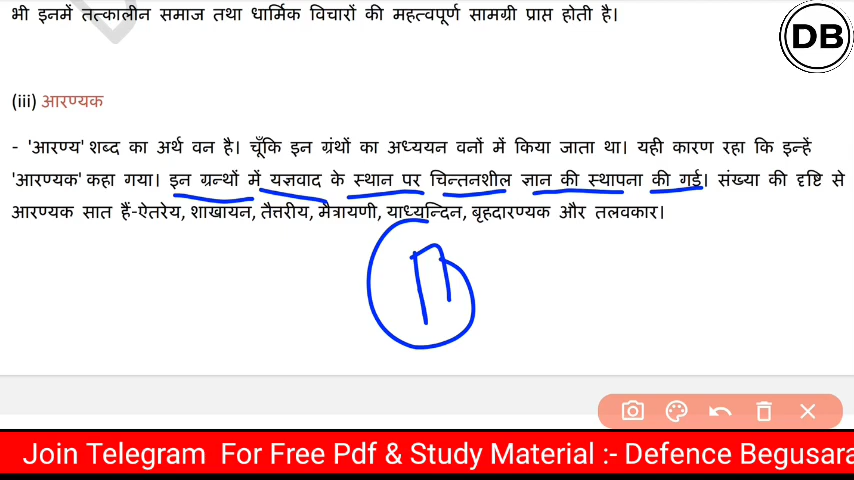 भी इनमें तत्कालीन समाज तथा धार्मिक विचारों की महत्वपूर्ण सामग्री प्राप्त होती है।
DB
(iii) आरण्यक
- 'आरण्य' शब्द का अर्थ वन है। चूँकि इन ग्रंथों का अध्ययन वनों में किया जाता था। यही कारण रहा कि इन्हें
'आरण्यक' कहा गया। इन ग्रन्थों में यज्ञवाद के स्थान पर चिन्तनशील ज्ञान की स्थापना की गई। संख्या की दृष्टि से
आरण्यक सात हैं-ऐतरेय, शाखायन, तैत्तरीय, मैत्रायणी, याध्यन्दिन, बृहदारण्यक और तलवकार।
Join Telegram For Free Pdf & Study Material :- Defence Begusara